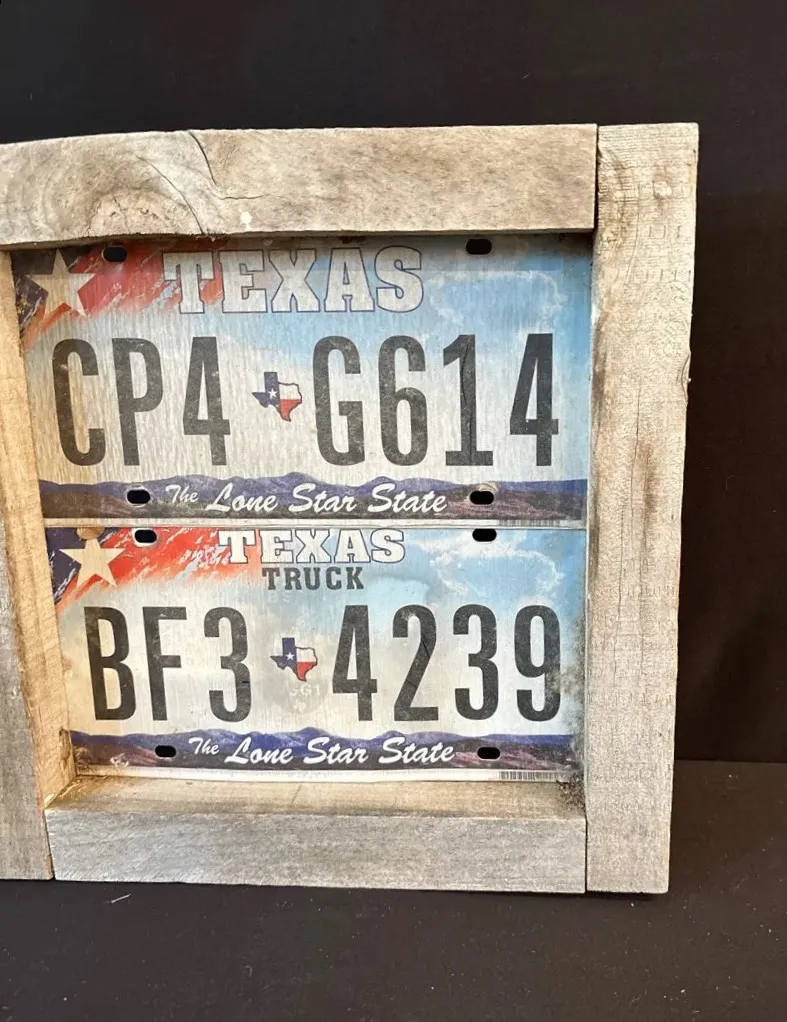 TEXAS
CP4 G614
The Lone Star State
TEXAS
TRUCK
BF3 4239
The Lone Star State